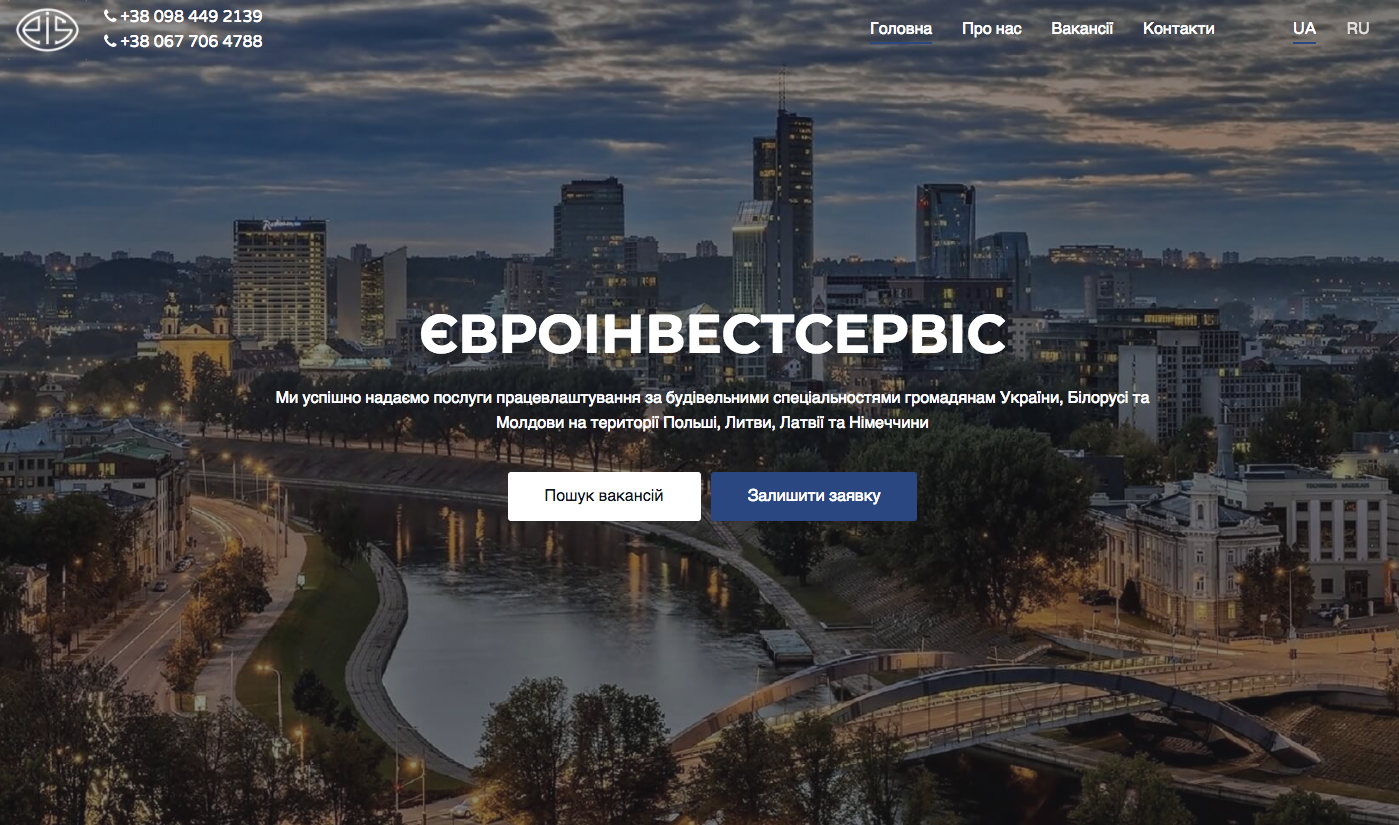 eis
+38 098 449 2139
+38 067 706 4788
Головна Про нас Вакансії Контакти UA RU
Radisson
ЄВРОІНВЕСТСЕРВІС
Ми успішно надаємо послуги працевлаштування за будівельними спеціальностями громадянам України, Білорусі та
Молдови на території Польші, Литви, Латвії та Німеччини
Пошук вакансій Залишити заявку